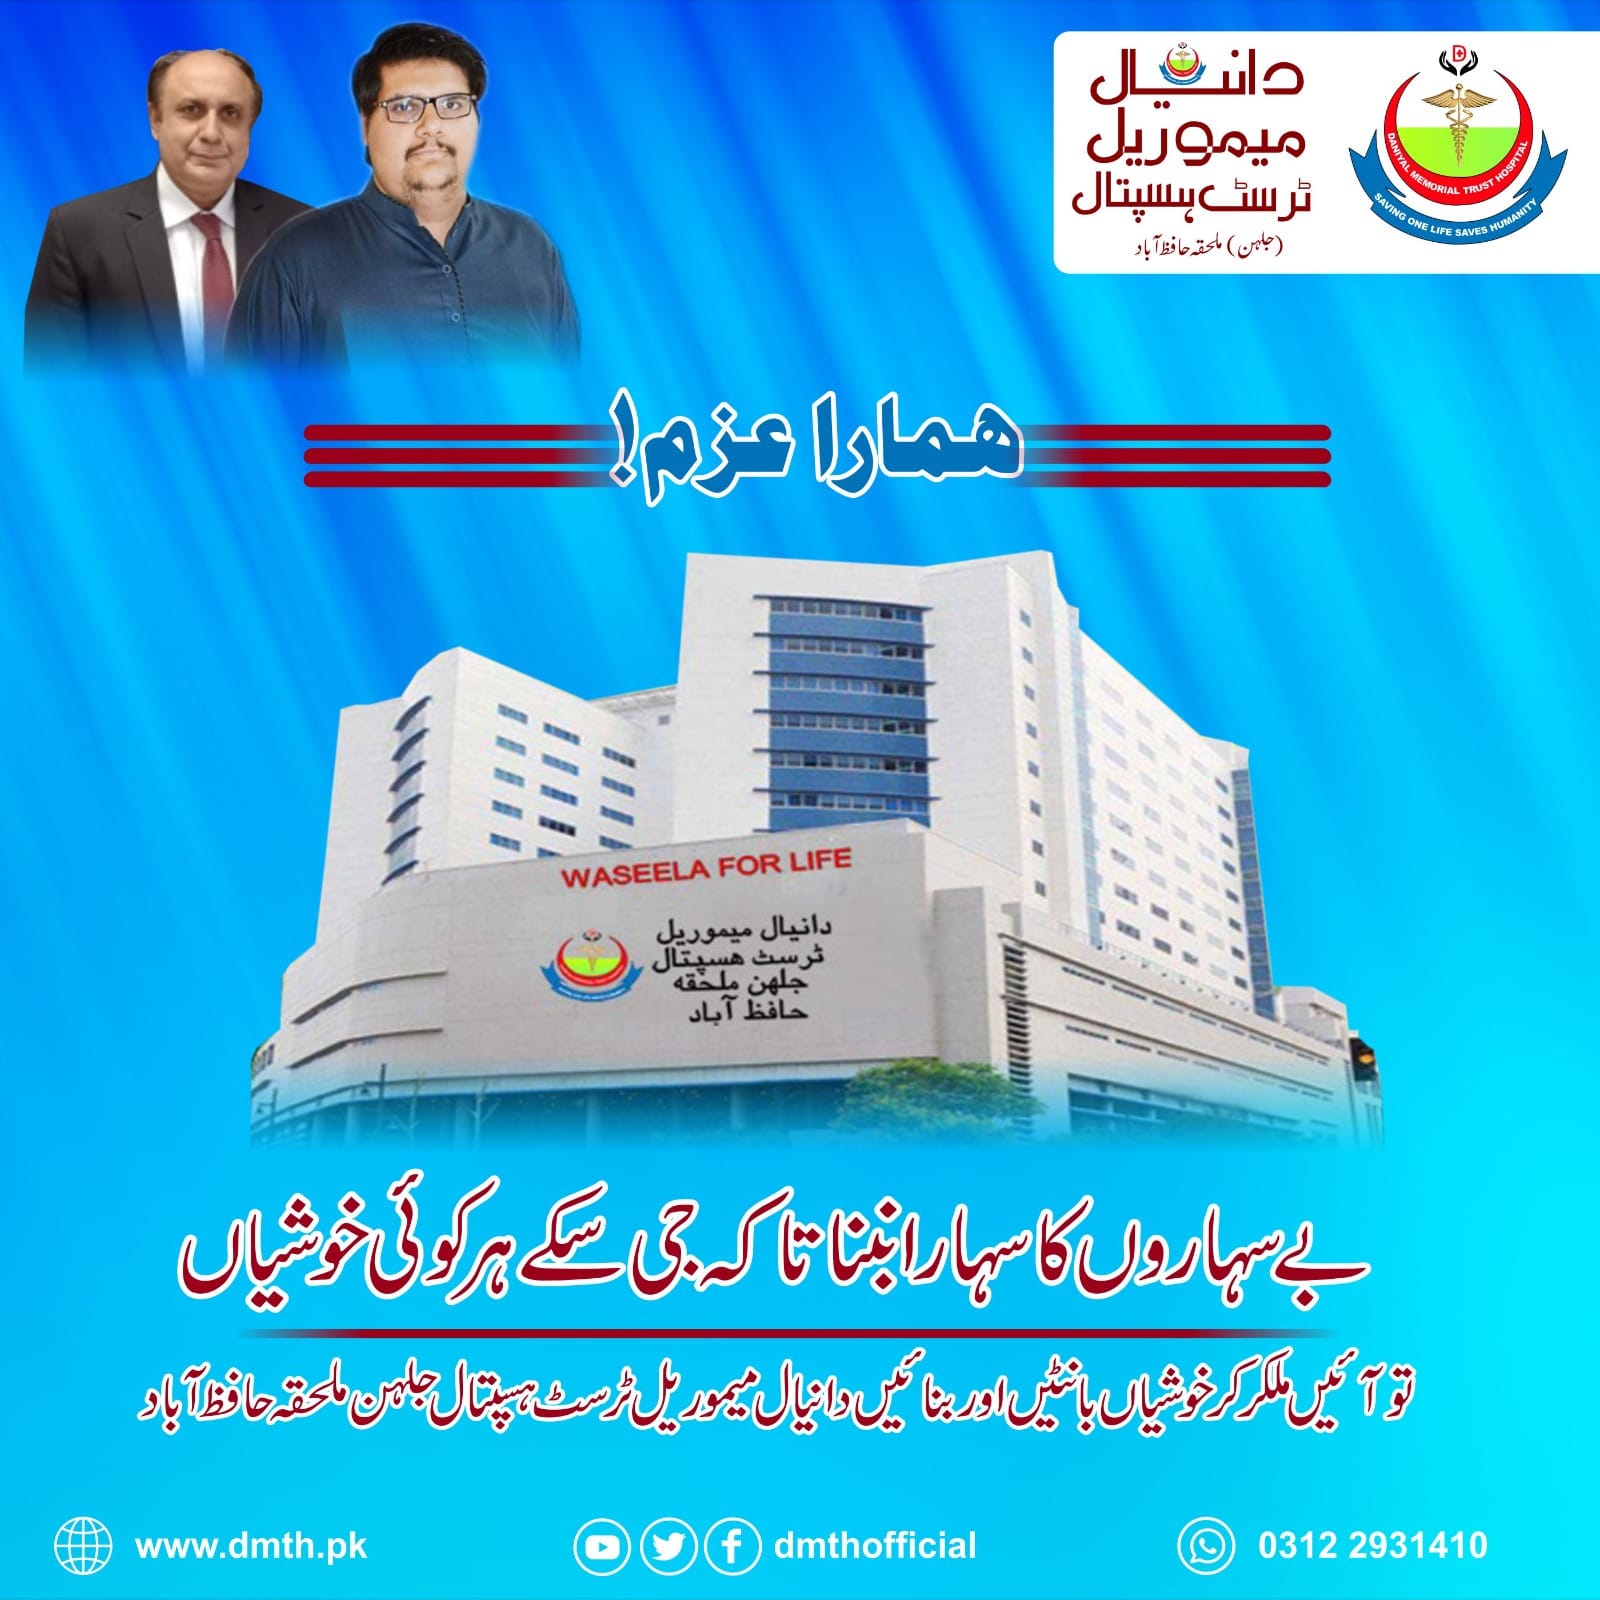 دانیال
میموریل
ٹرسٹ ہسپتال
(جلہن) ملحقہ حافظ آباد
D
DANIYAL MEMORIAL TRUST HOSPITAL
SAVING ONE LIFE SAVES HUMANITY
ھمارا عزم!
WASEELA FOR LIFE
دانیال میموریل
ٹرسٹ ھسپتال
جلھن ملحقہ
حافظ آباد
بے سہاروں کا سہارا بننا تاکہ جی سکے ہر کوئی خوشیاں
تو آئیں ملکر کر خوشیاں بانٹیں اور بنائیں دانیال میموریل ٹرسٹ ہسپتال جلہن ملحقہ حافظ آباد
www.dmth.pk
dmthofficial
0312 2931410